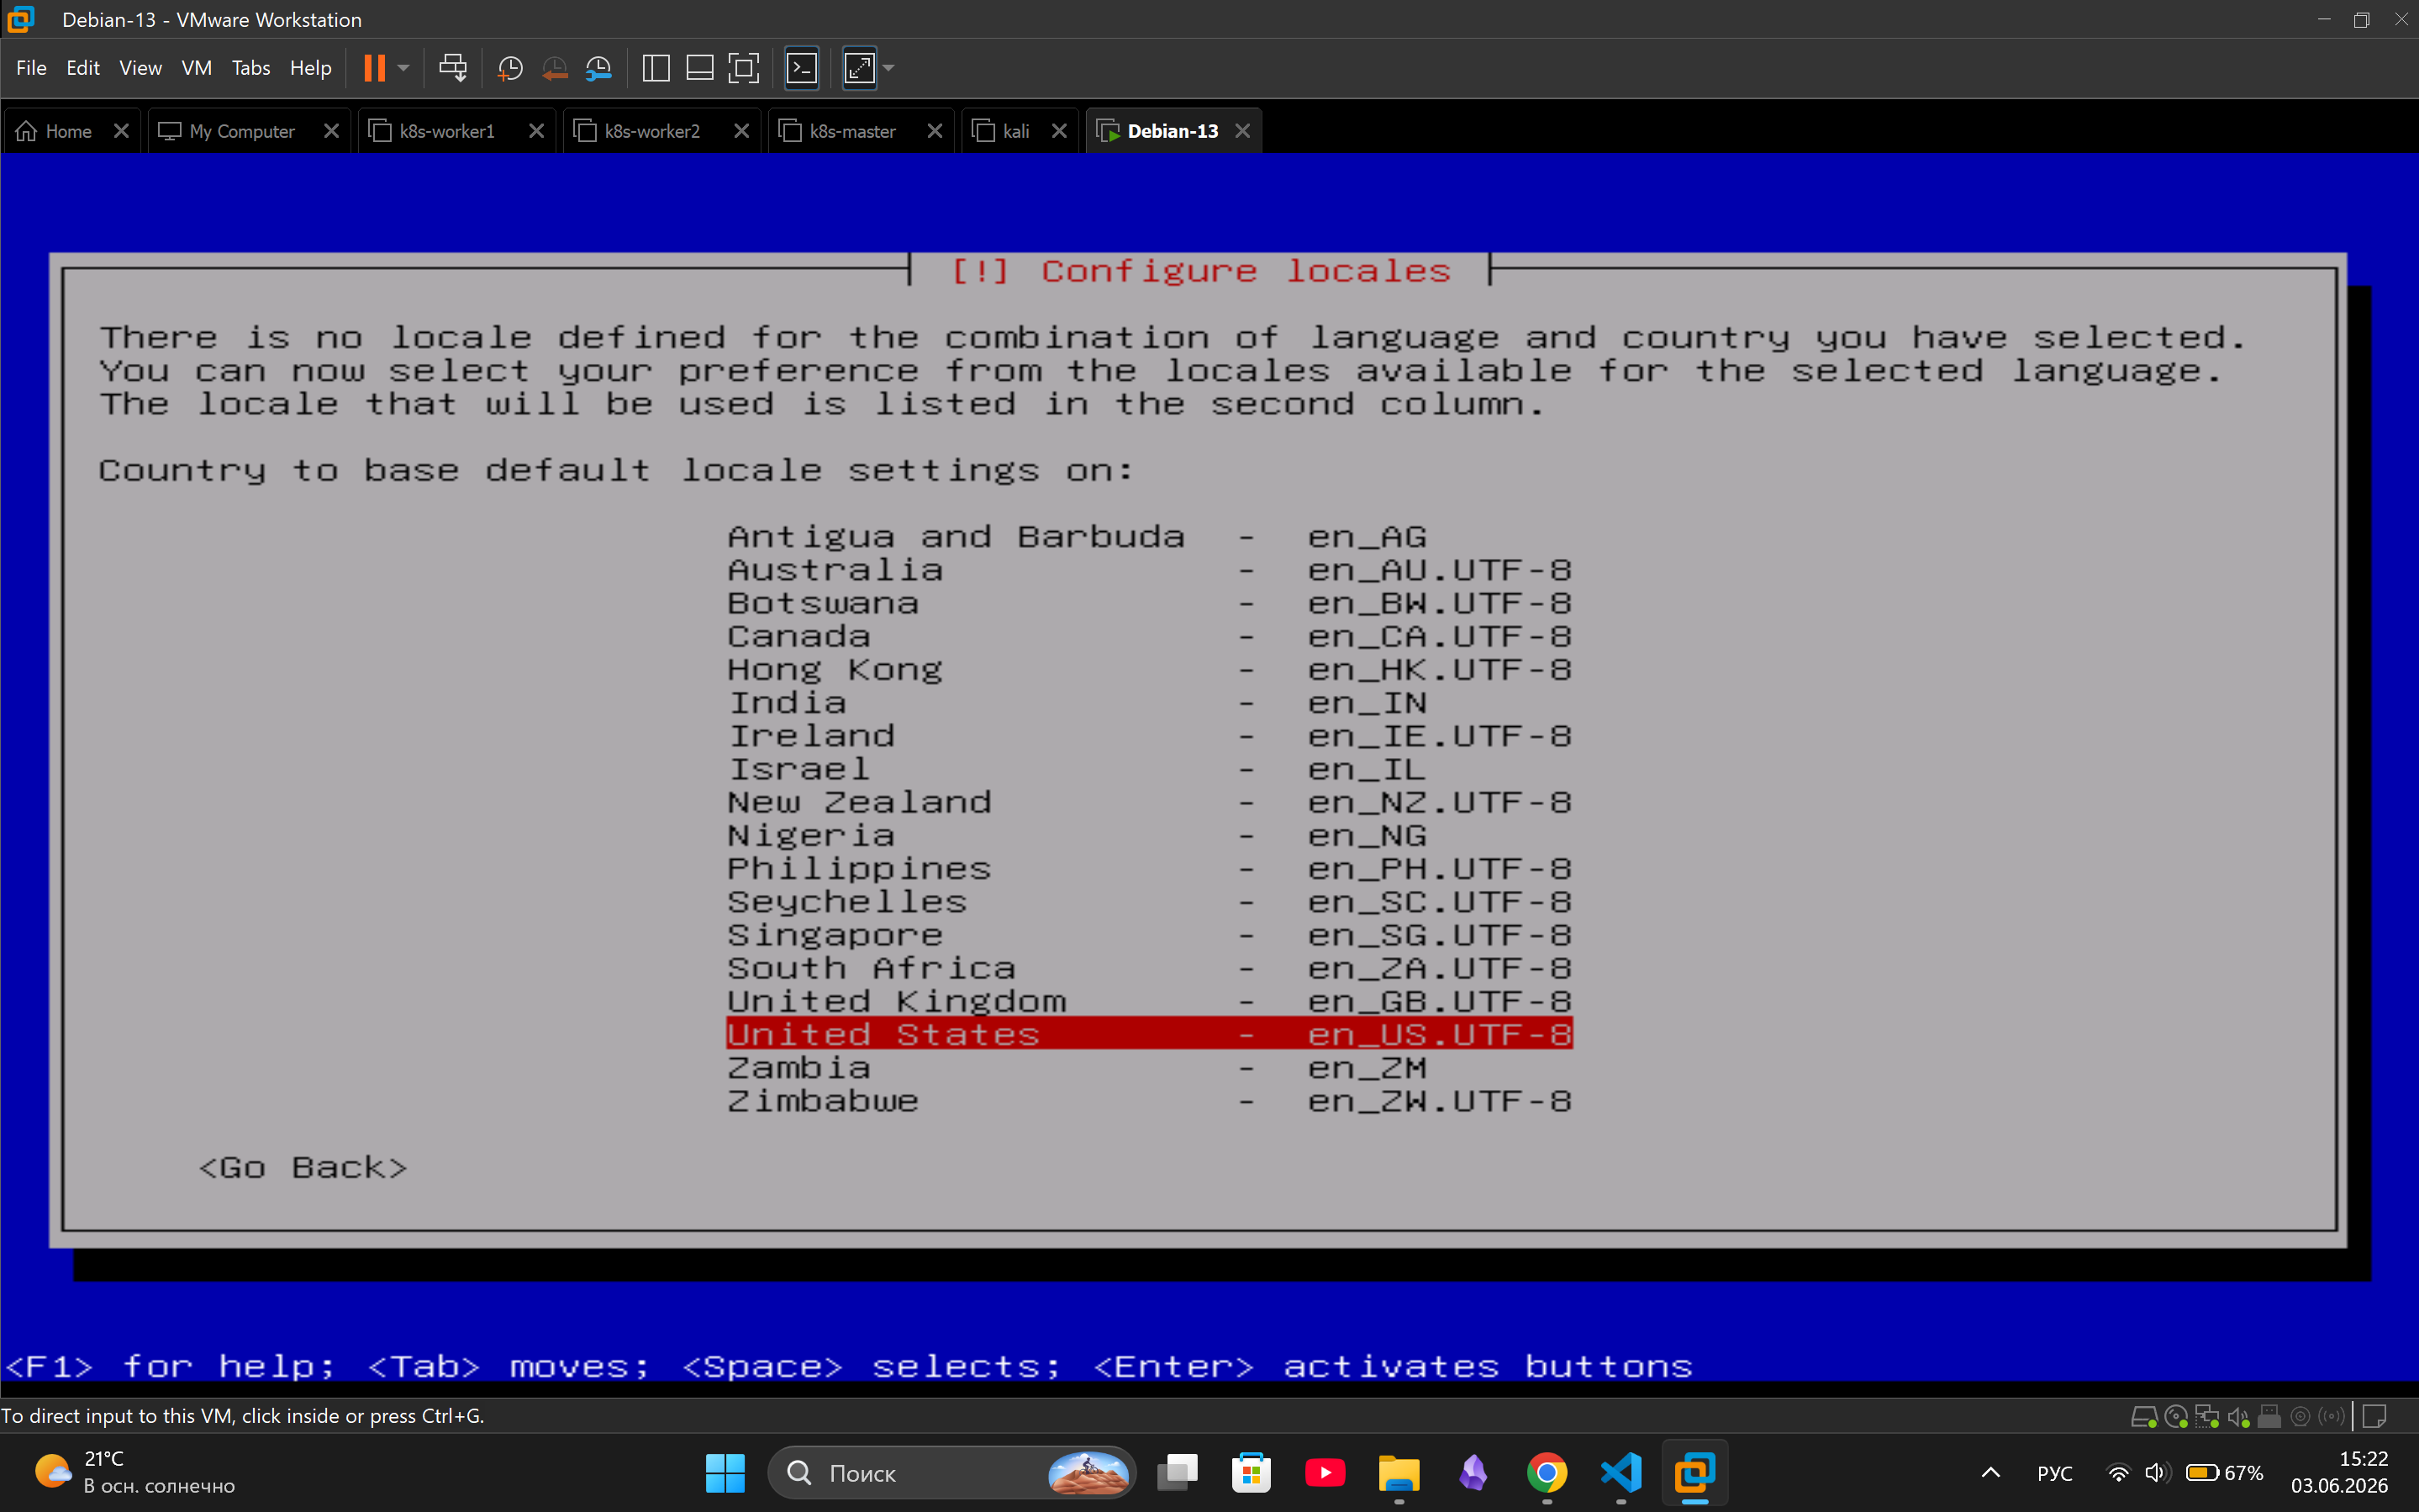 Debian-13 - VMware Workstation
File Edit View VM Tabs Help
Home My Computer k8s-worker1 k8s-worker2 k8s-master kali Debian-13
[!] Configure locales
There is no locale defined for the combination of language and country you have selected.
You can now select your preference from the locales available for the selected language.
The locale that will be used is listed in the second column.
Country to base default locale settings on:
Antigua and Barbuda - en_AG
Australia - en_AU.UTF-8
Botswana - en_BW.UTF-8
Canada - en_CA.UTF-8
Hong Kong - en_HK.UTF-8
India - en_IN
Ireland - en_IE.UTF-8
Israel - en_IL
New Zealand - en_NZ.UTF-8
Nigeria - en_NG
Philippines - en_PH.UTF-8
Seychelles - en_SC.UTF-8
Singapore - en_SG.UTF-8
South Africa - en_ZA.UTF-8
United Kingdom - en_GB.UTF-8
United States - en_US.UTF-8
Zambia - en_ZM
Zimbabwe - en_ZW.UTF-8
<Go Back>
<F1> for help; <Tab> moves; <Space> selects; <Enter> activates buttons
To direct input to this VM, click inside or press Ctrl+G.
21°C
В осн. солнечно
Поиск
РУС
67%
15:22
03.06.2026